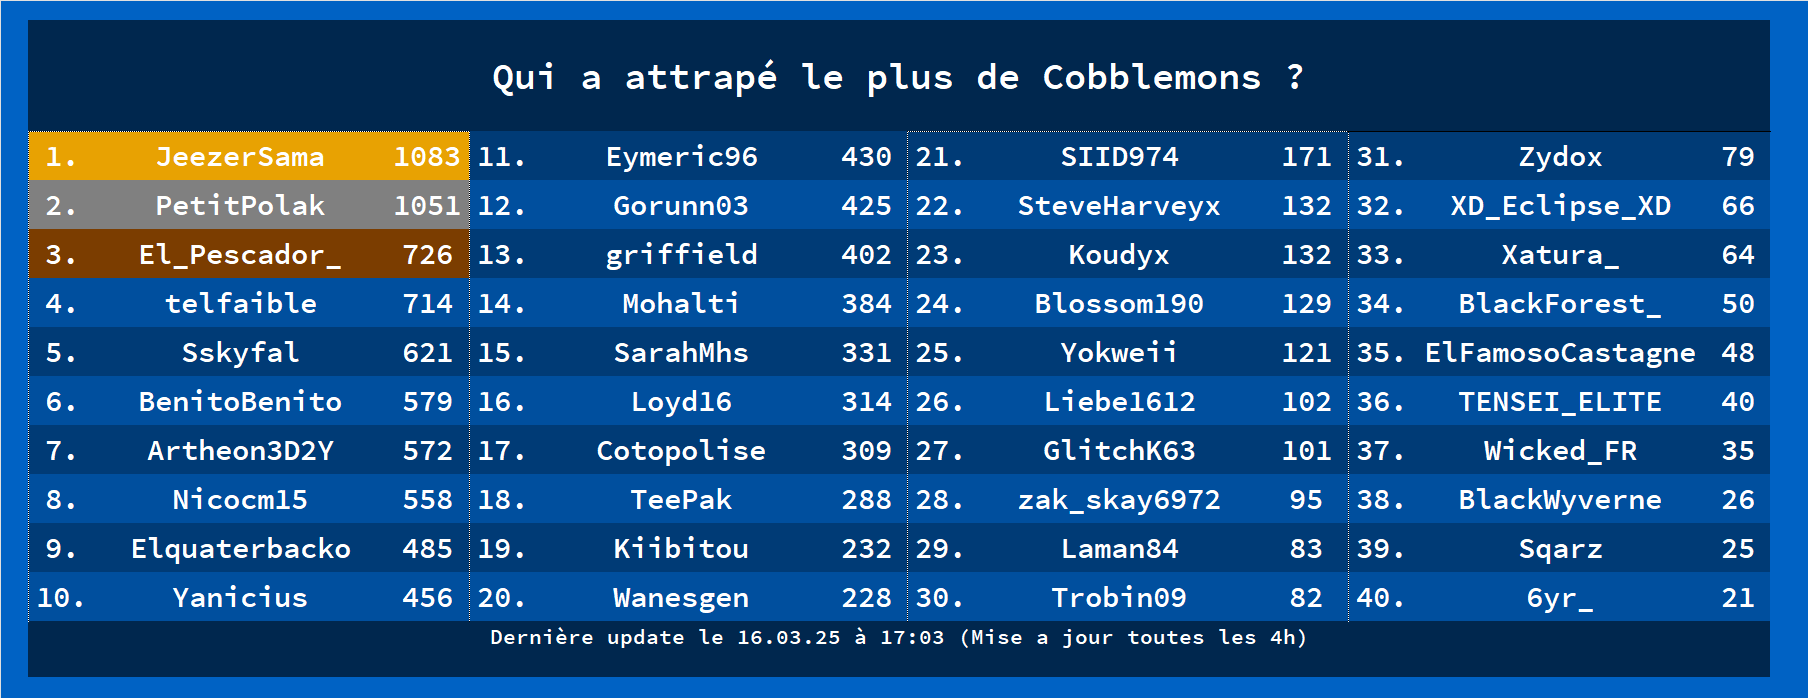 Qui a attrapé le plus de Cobblemons ?
1. JeezerSama 1083 11. Eymeric96 430 21. SIID974 171 31. Zydox 79
2. PetitPolak 1051 12. Gorunn03 425 22. SteveHarveyx 132 32. XD_Eclipse_XD 66
3. El_Pescador_ 726 13. griffield 402 23. Koudyx 132 33. Xatura_ 64
4. telfaible 714 14. Mohalti 384 24. Blossom190 129 34. BlackForest_ 50
5. Sskyfal 621 15. SarahMhs 331 25. Yokweii 121 35. ElFamosoCastagne 48
6. BenitoBenito 579 16. Loyd16 314 26. Liebe1612 102 36. TENSEI_ELITE 40
7. Artheon3D2Y 572 17. Cotopolise 309 27. GlitchK63 101 37. Wicked_FR 35
8. Nicocm15 558 18. TeePak 288 28. zak_skay6972 95 38. BlackWyverne 26
9. Elquaterbacko 485 19. Kiibitou 232 29. Laman84 83 39. Sqarz 25
10. Yanicius 456 20. Wanesgen 228 30. Trobin09 82 40. 6yr_ 21
Dernière update le 16.03.25 à 17:03 (Mise a jour toutes les 4h)